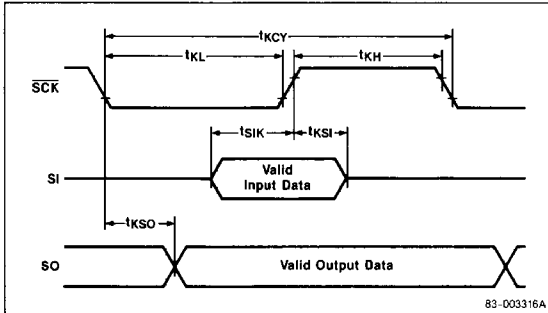 tKCY
tKL
tKH
SCK
tSIK
tKSI
SI
Valid
Input Data
tKSO
SO
Valid Output Data
83-003316A